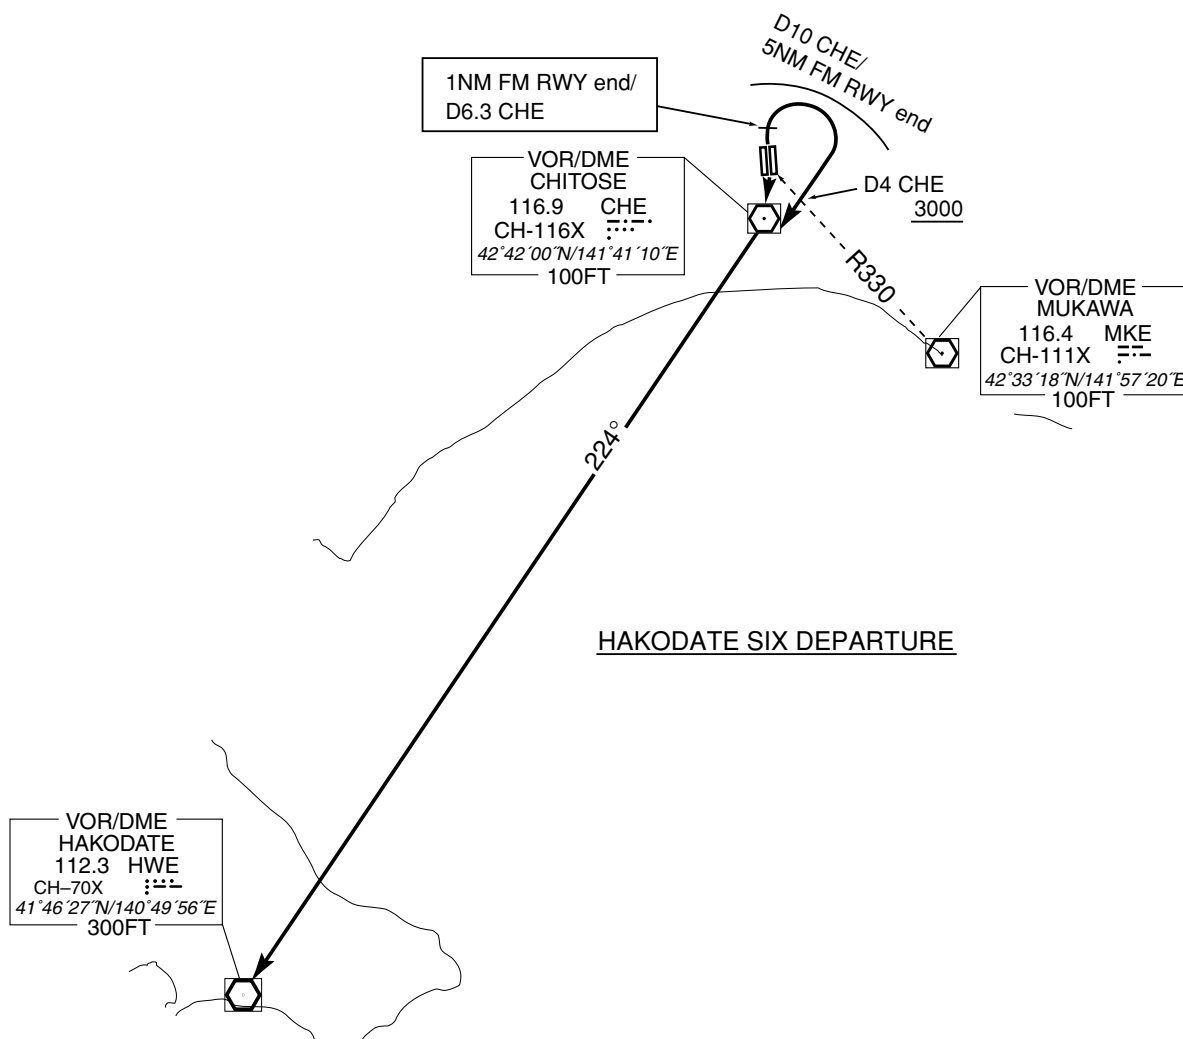 D10 CHE/
5NM FM RWY end
1NM FM RWY end/
D6.3 CHE
VOR/DME
CHITOSE
116.9 CHE
CH-116X
42°42´00˝N/141°41´10˝E
100FT
D4 CHE
3000
R330
VOR/DME
MUKAWA
116.4 MKE
CH-111X
42°33´18˝N/141°57´20˝E
100FT
224°
HAKODATE SIX DEPARTURE
VOR/DME
HAKODATE
112.3 HWE
CH–70X
41°46´27˝N/140°49´56˝E
300FT